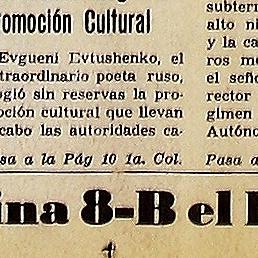 romoción Cultural
Evgueni Evtushenko, el
traordinario poeta ruso,
ogió sin reservas la pro-
oción cultural que llevan
cabo las autoridades ca-
sa a la Pág 10 1a. Col.
subterr
alto ni
y la ca
ros me
el seño
rector
gimen
Autóno
Pasa a
ina 8-B el